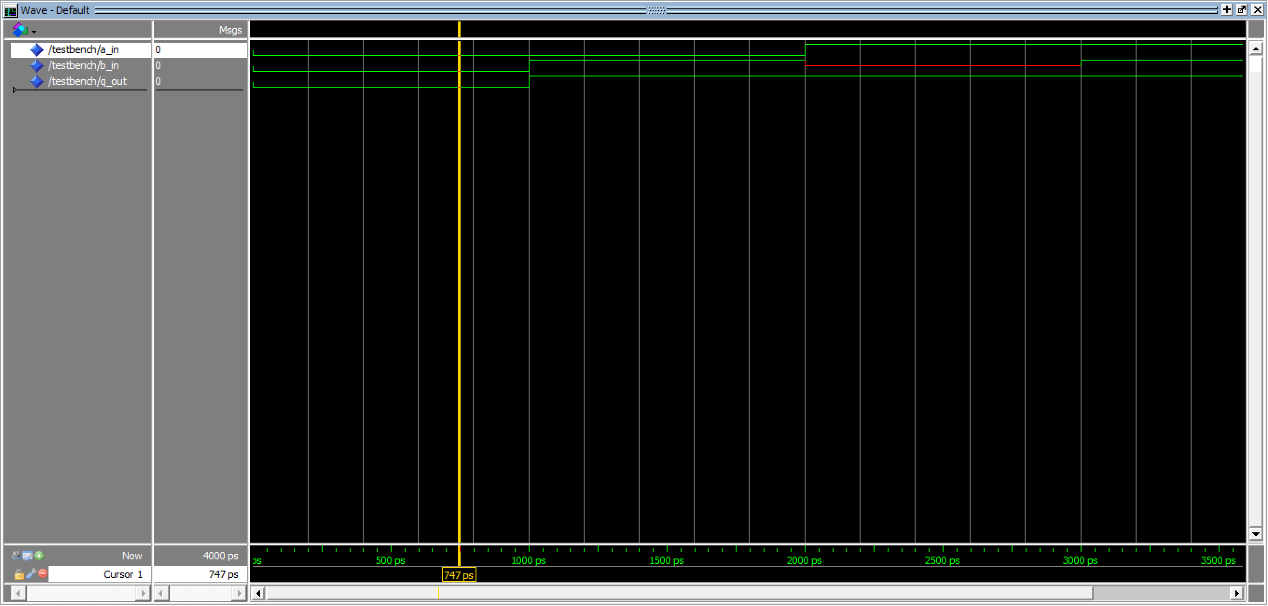 Wave - Default
Msgs
/testbench/a_in 0
/testbench/b_in 0
/testbench/q_out 0
Now 4000 ps
ps 500 ps 1000 ps 1500 ps 2000 ps 2500 ps 3000 ps 3500 ps
Cursor 1 747 ps
747 ps